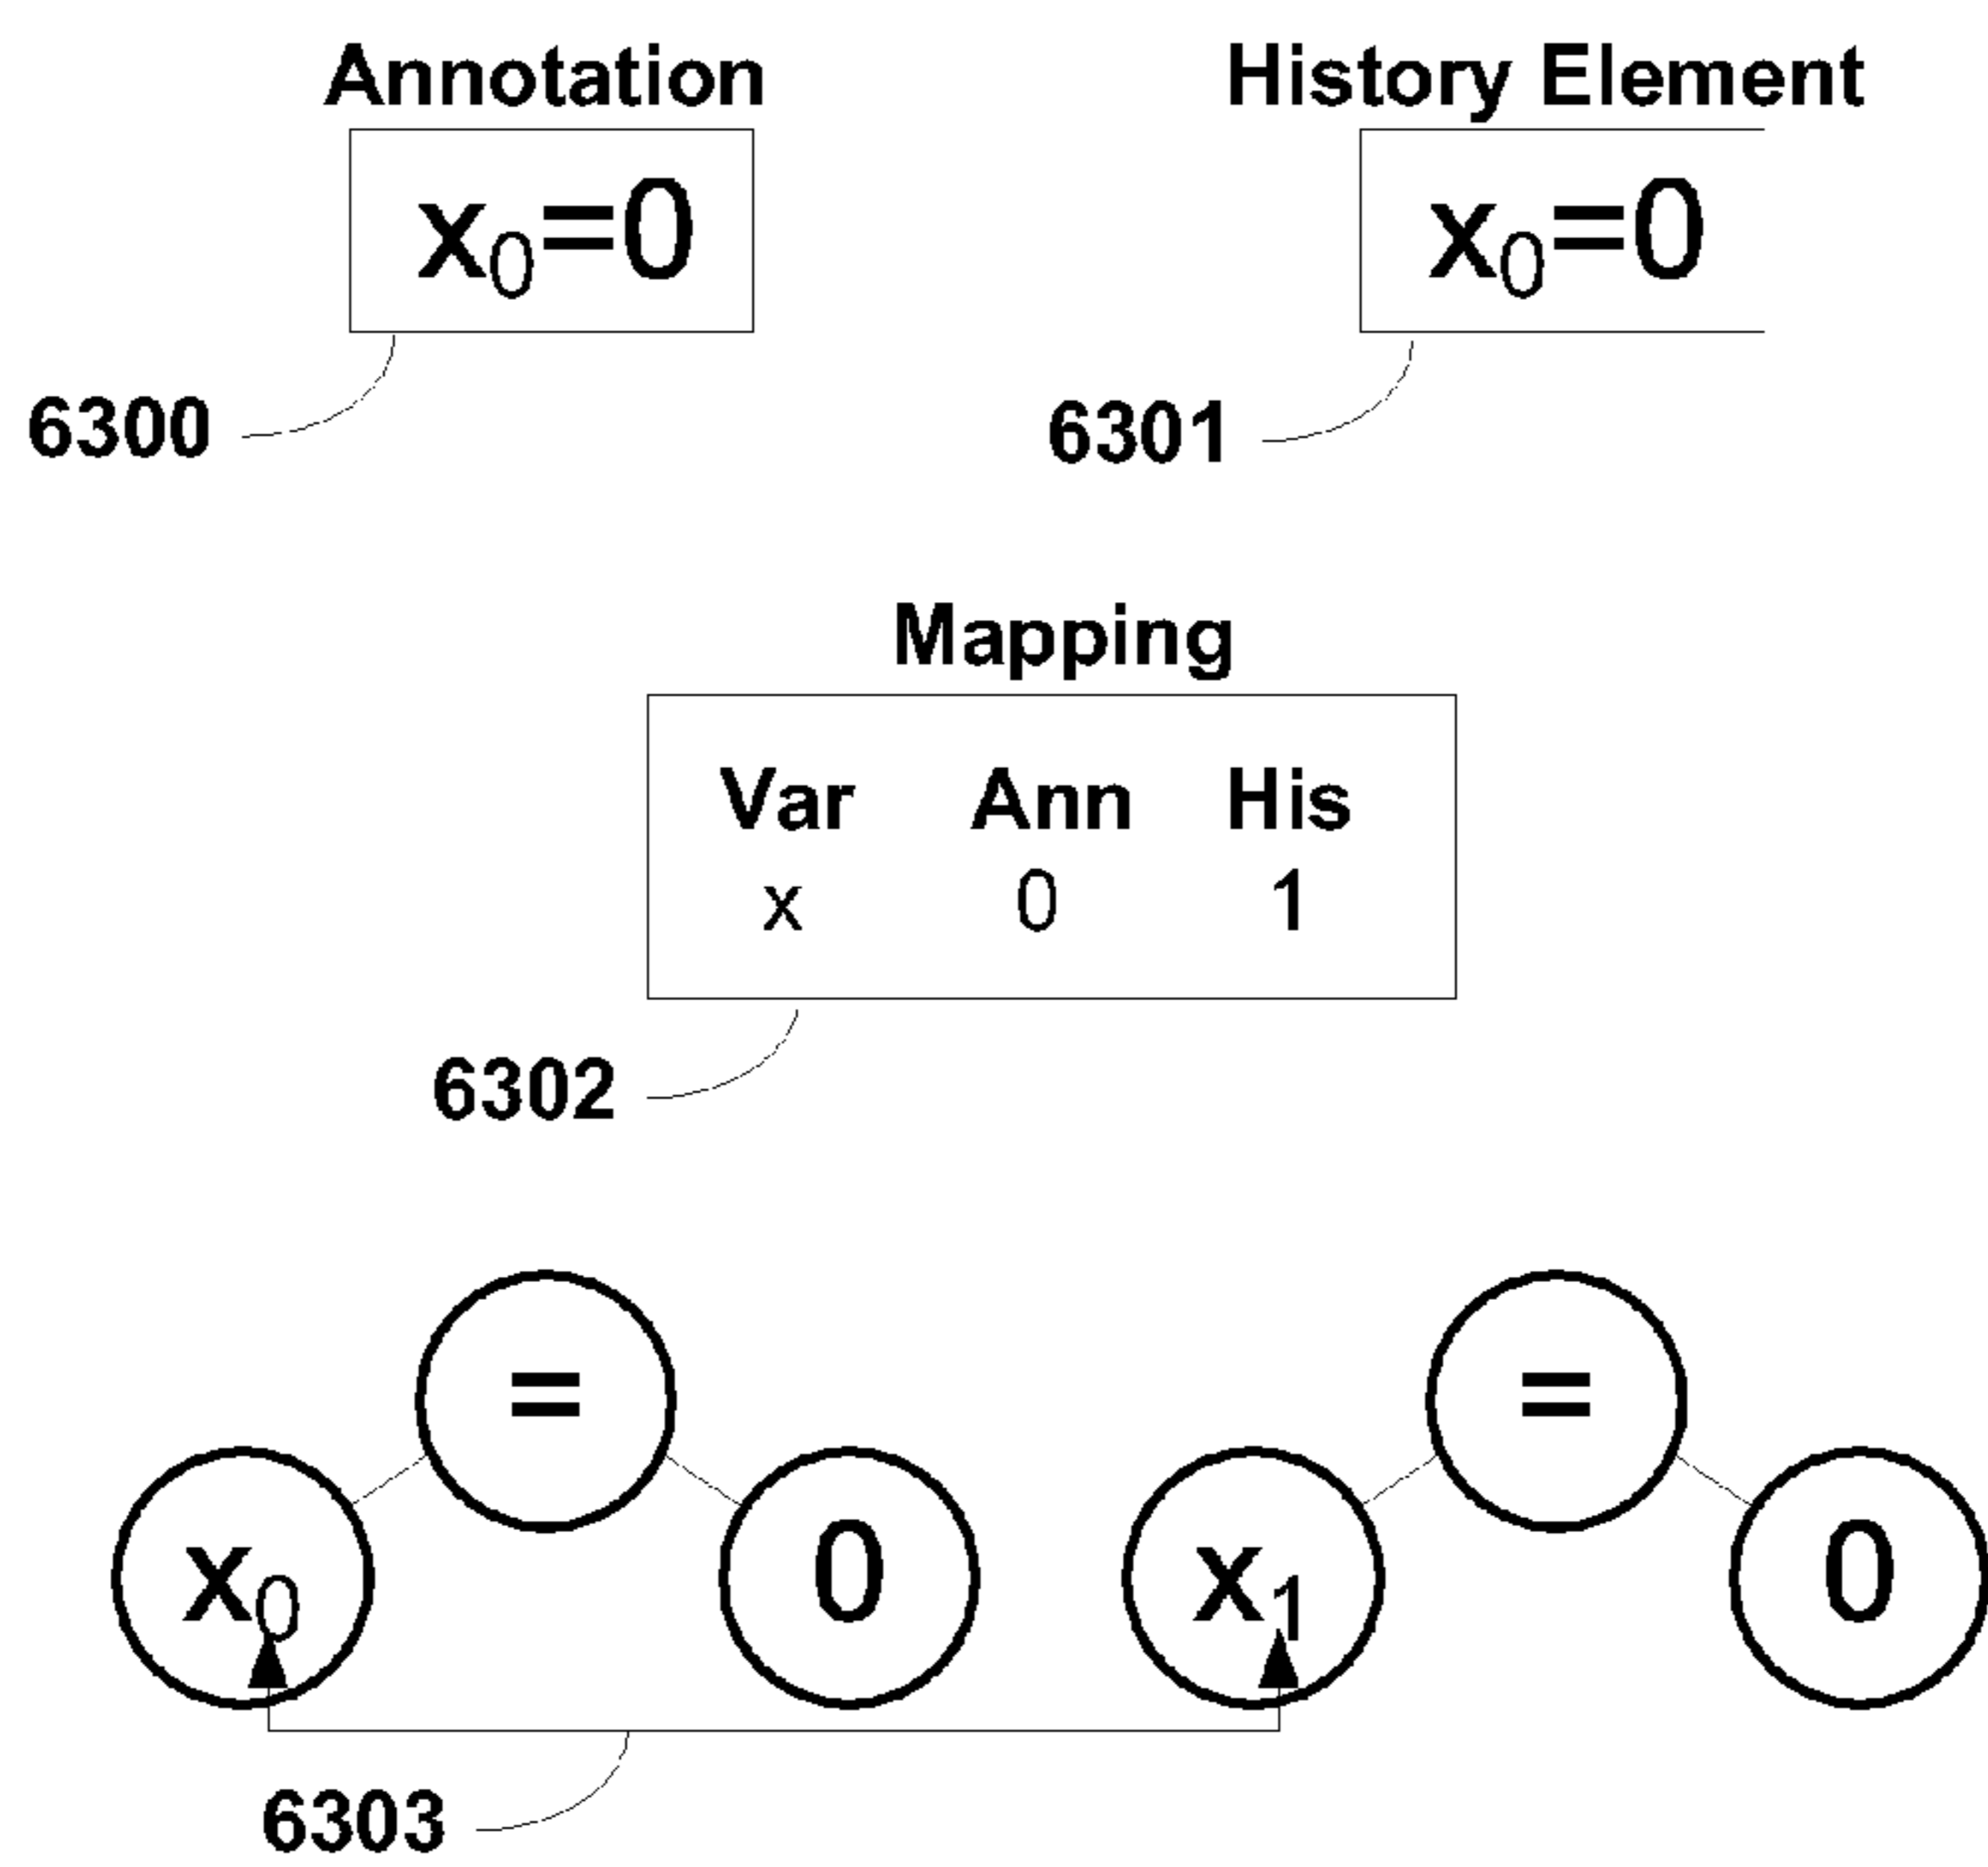 Annotation History Element
x₀=0 x₀=0
6300 6301
Mapping
Var Ann His
x 0 1
6302
= =
x₀ 0 x₁ 0
6303